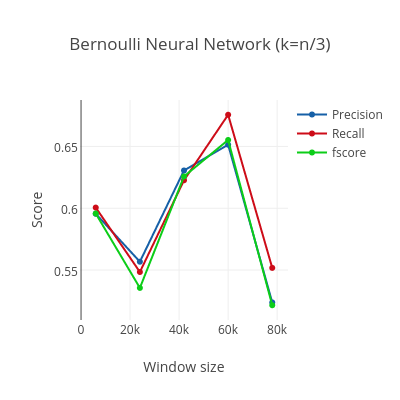 Bernoulli Neural Network (k=n/3)
Precision
Recall
fscore
0.65
0.6
0.55
Score
0 20k 40k 60k 80k
Window size